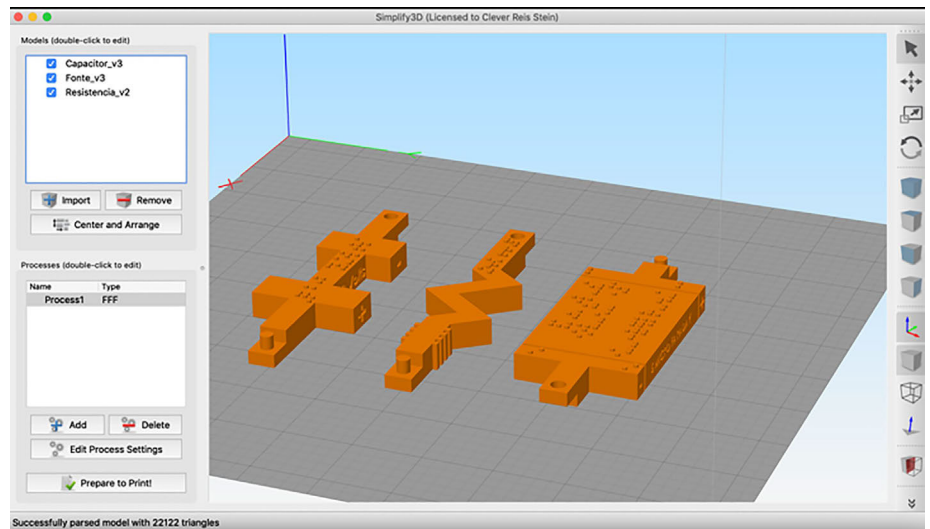 Simplify3D (Licensed to Clever Reis Stein)
Models (double-click to edit)
Capacitor_v3
Fonte_v3
Resistencia_v2
Import
Remove
Center and Arrange
Processes (double-click to edit)
Name Type
Process1 FFF
Add
Delete
Edit Process Settings
Prepare to Print!
Successfully parsed model with 22122 triangles